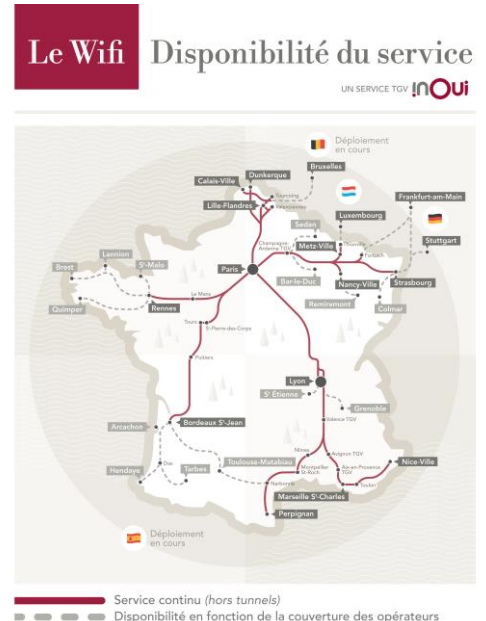 Le Wifi
Disponibilité du service
UN SERVICE TGV INOUI
Déploiement
en cours
Bruxelles
Dunkerque
Calais-Ville
Tourcoing
Valenciennes
Lille-Flandres
Frankfurt-am-Main
Luxembourg
Sedan
Stuttgart
Champagne-
Ardenne TGV
Metz-Ville
Forbach
Lannion
St-Malo
Brest
Paris
Bar-le-Duc
Nancy-Ville
Strasbourg
Le Mans
Remiremont
Colmar
Quimper
Rennes
Tours
St-Pierre des Corps
Poitiers
Lyon
St Étienne
Grenoble
Valence TGV
Arcachon
Bordeaux St-Jean
Nîmes
Avignon TGV
Dax
Toulouse-Matabiau
Montpellier
St-Roch
Aix-en-Provence
TGV
Nice-Ville
Hendaye
Tarbes
Narbonne
Toulon
Marseille St-Charles
Perpignan
Déploiement
en cours
Service continu (hors tunnels)
Disponibilité en fonction de la couverture des opérateurs